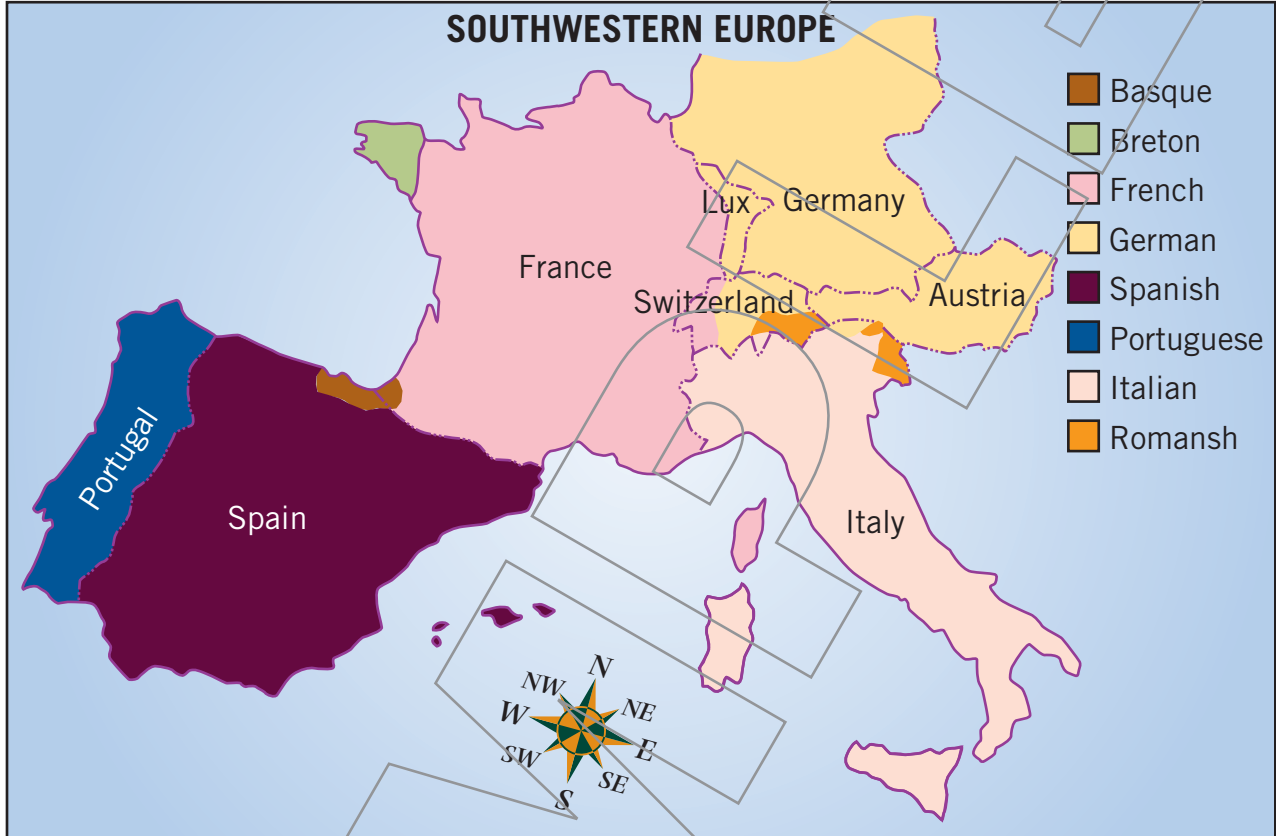 SOUTHWESTERN EUROPE
Basque
Breton
French
German
Spanish
Portuguese
Italian
Romansh
Lux
Germany
France
Switzerland
Austria
Portugal
Spain
Italy
N
NW
NE
W
E
SW
SE
S